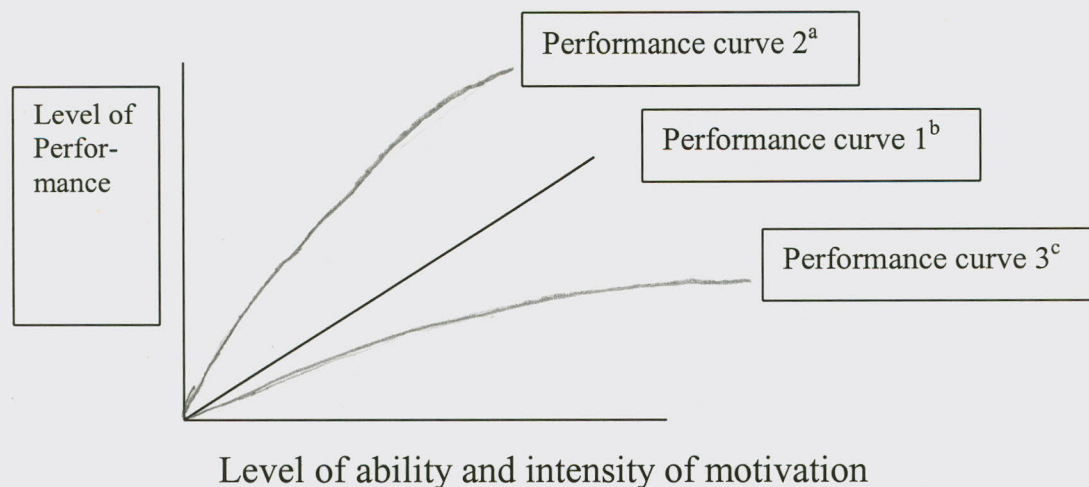 Performance curve 2ᵃ
Level of
Perfor-
mance
Performance curve 1ᵇ
Performance curve 3ᶜ
Level of ability and intensity of motivation